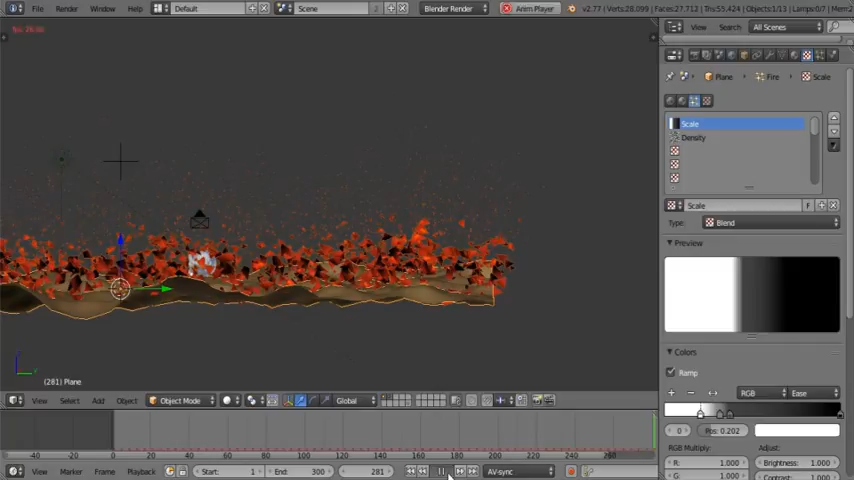 File Render Window Help Default Scene Blender Render Anim Player v2.77 | Verts:28,099 | Faces:27,712 | Tris:55,424 | Objects:1/13 | Lamps:0/7 |
View Search All Scenes
Plane Fire Scale
Scale
Density
Scale F
Type: Blend
Preview
Colors
Ramp
RGB Ease
0 Pos: 0.202
RGB Multiply: Adjust:
R: 1.000 Brightness: 1.000
G: 1.000 Contrast: 1.000
(281) Plane
View Select Add Object Object Mode Global
-40 -20 0 20 40 60 80 100 120 140 160 180 200 220 240 260
View Marker Frame Playback Start: 1 End: 300 281 AV-sync